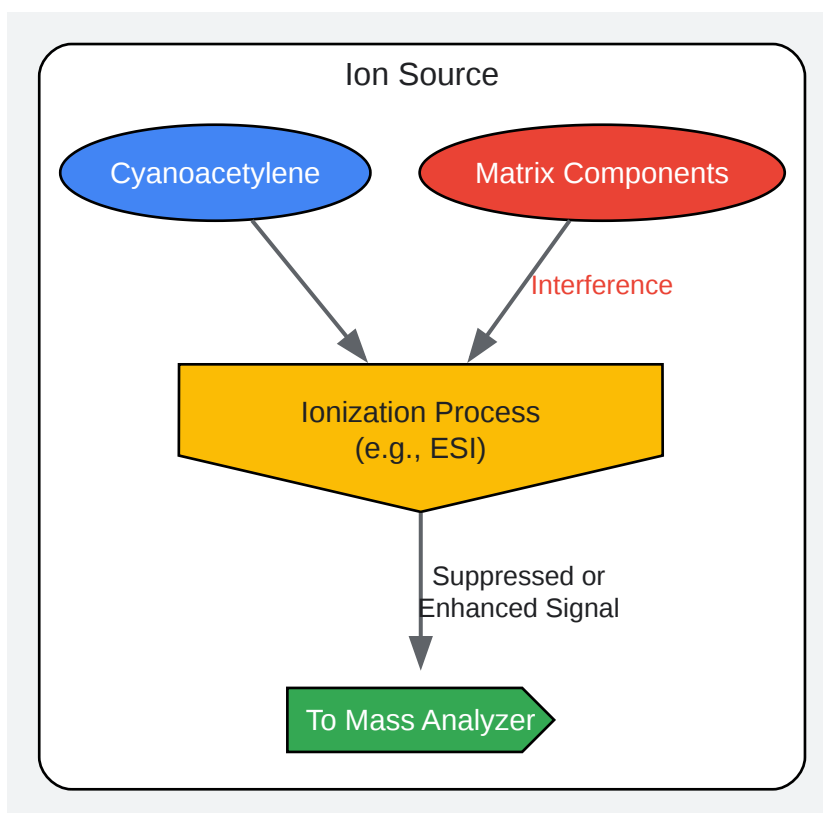 Ion Source
Cyanoacetylene
Matrix Components
Interference
Ionization Process
(e.g., ESI)
Suppressed or
Enhanced Signal
To Mass Analyzer